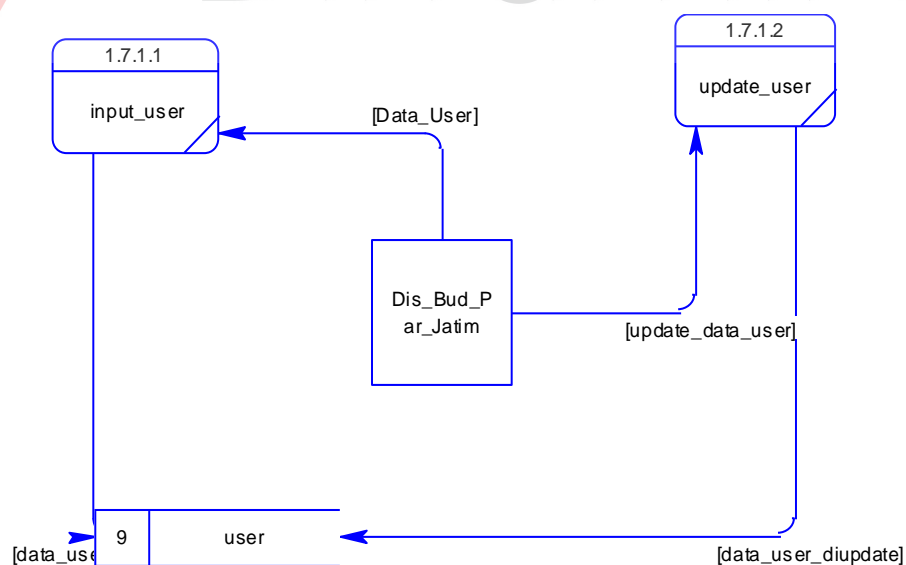 1.7.1.1
input_user
1.7.1.2
update_user
[Data_User]
Dis_Bud_P
ar_Jatim
[update_data_user]
9
user
[data_use
[data_user_diupdate]